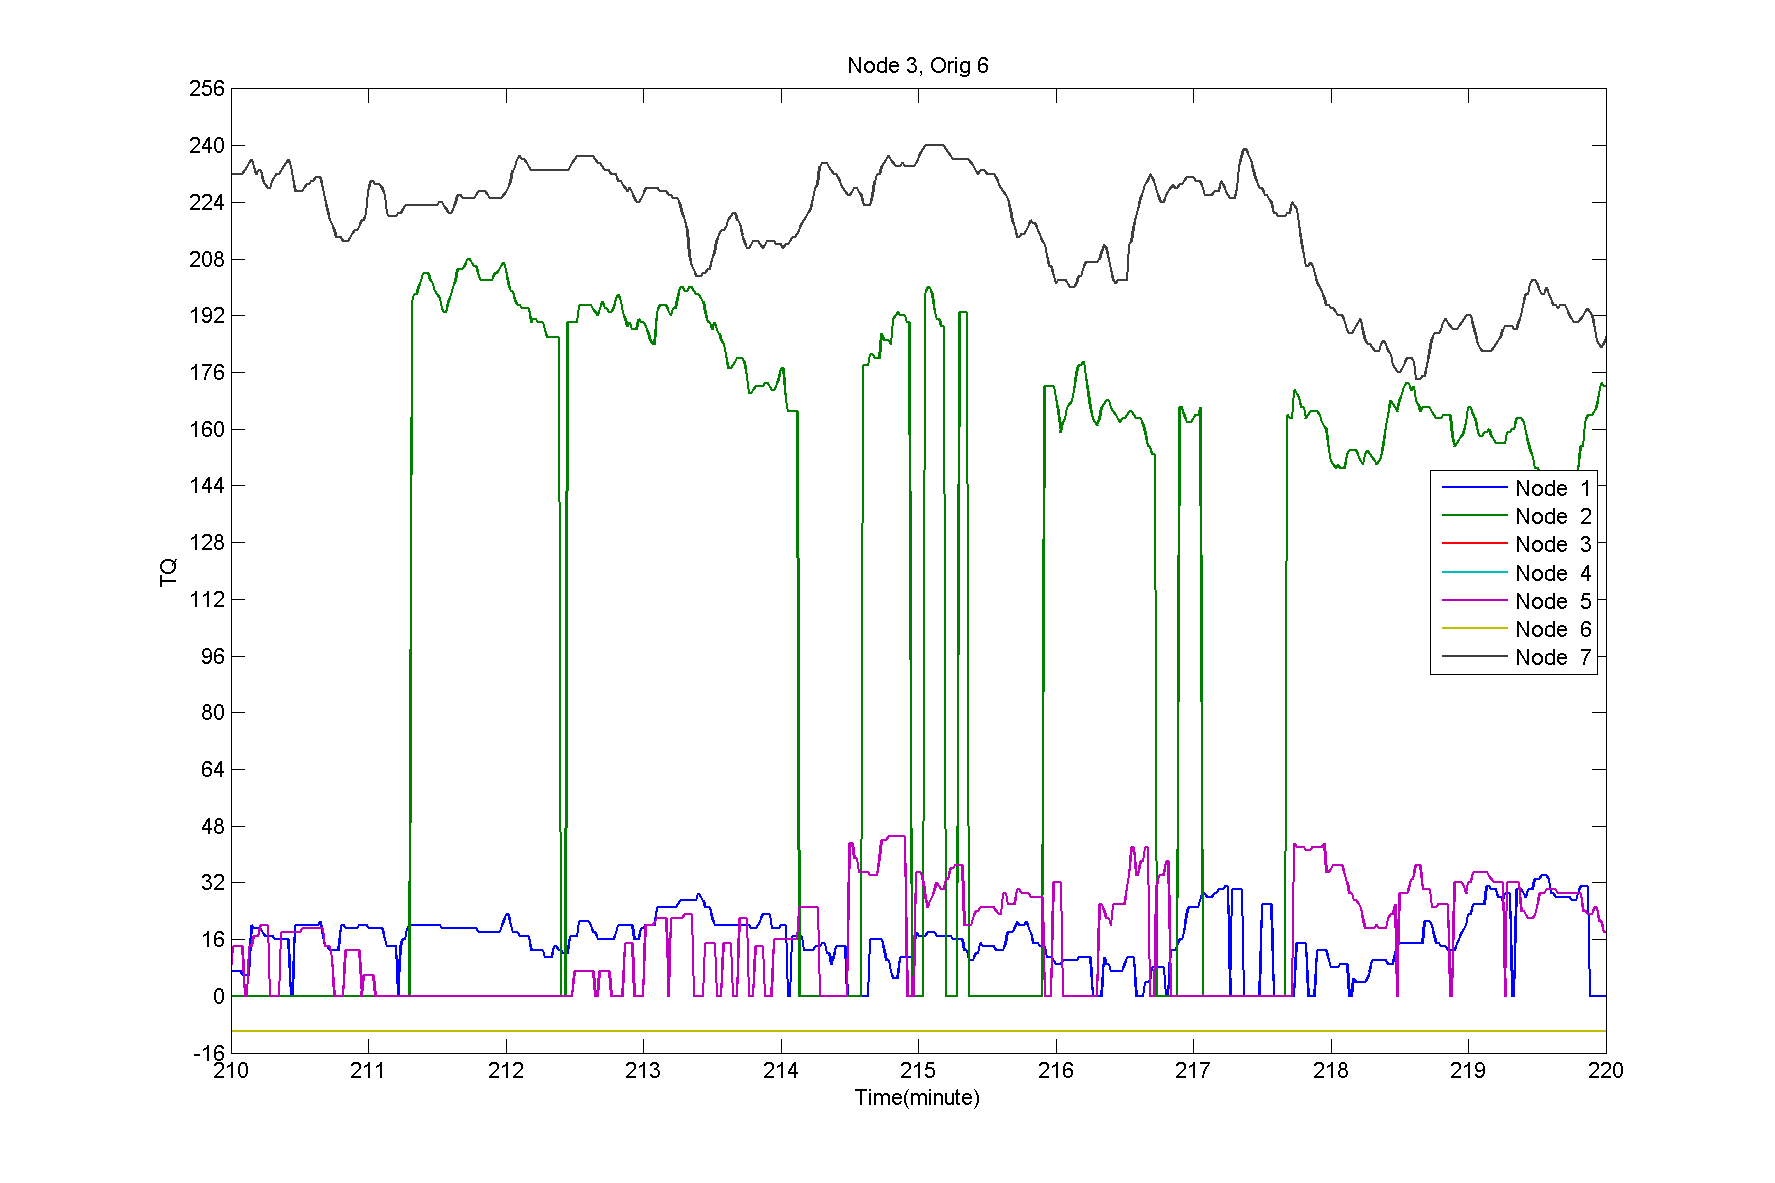 Node 3, Orig 6
256
240
224
208
192
176
160
144
128
112
96
80
64
48
32
16
0
-16
TQ
Node 1
Node 2
Node 3
Node 4
Node 5
Node 6
Node 7
210 211 212 213 214 215 216 217 218 219 220
Time(minute)